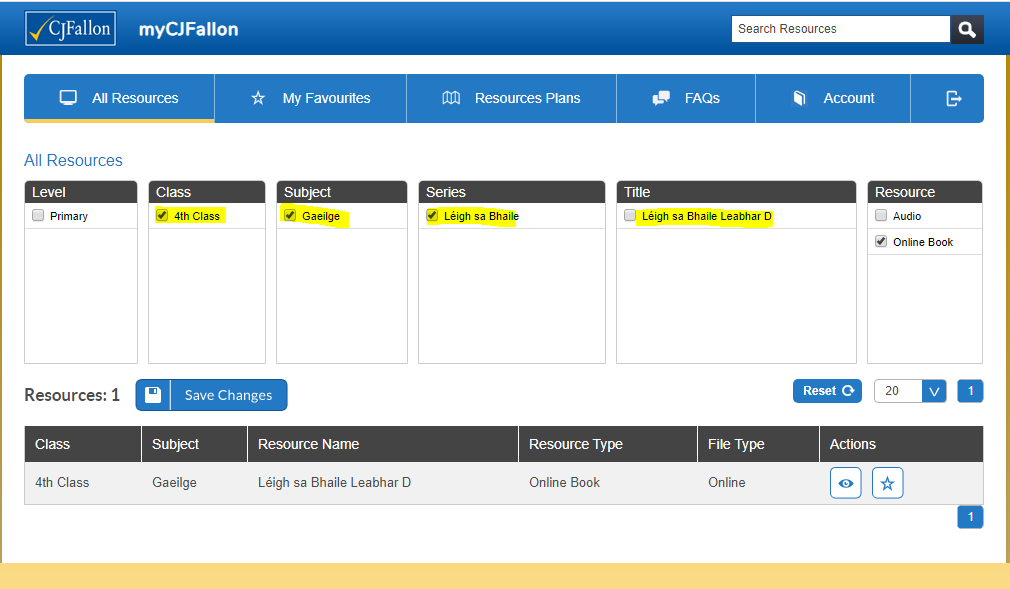 CJFallon myCJFallon Search Resources
All Resources My Favourites Resources Plans FAQs Account
All Resources
Level Class Subject Series Title Resource
Primary 4th Class Gaeilge Léigh sa Bhaile Léigh sa Bhaile Leabhar D Audio
Online Book
Resources: 1 Save Changes Reset 20 V 1
Class Subject Resource Name Resource Type File Type Actions
4th Class Gaeilge Léigh sa Bhaile Leabhar D Online Book Online
1